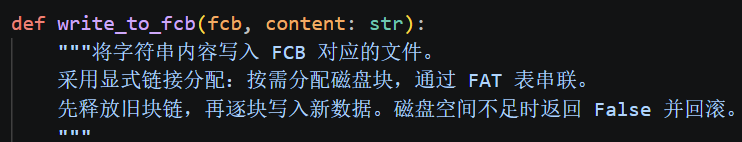 def write_to_fcb(fcb, content: str):
    """将字符串内容写入 FCB 对应的文件。
    采用显式链接分配：按需分配磁盘块，通过 FAT 表串联。
    先释放旧块链，再逐块写入新数据。磁盘空间不足时返回 False 并回滚。
    """